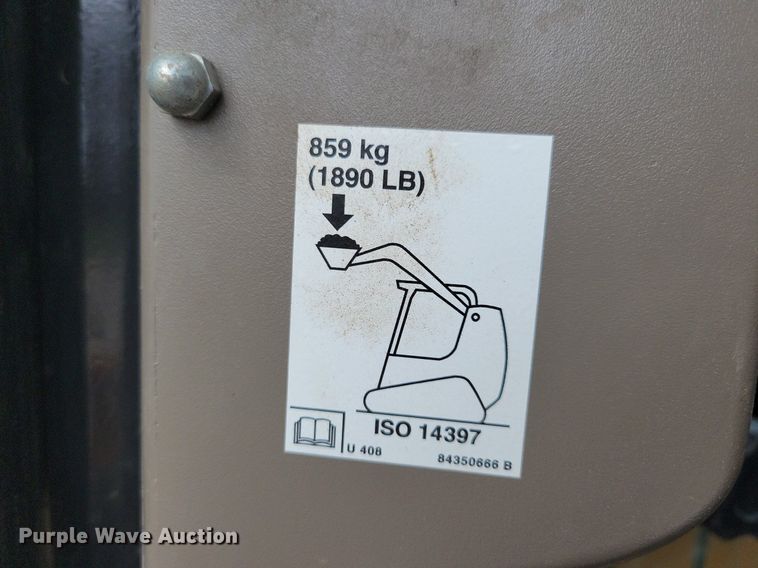 859 kg
(1890 LB)
ISO 14397
U 408
84350666 B
Purple Wave Auction